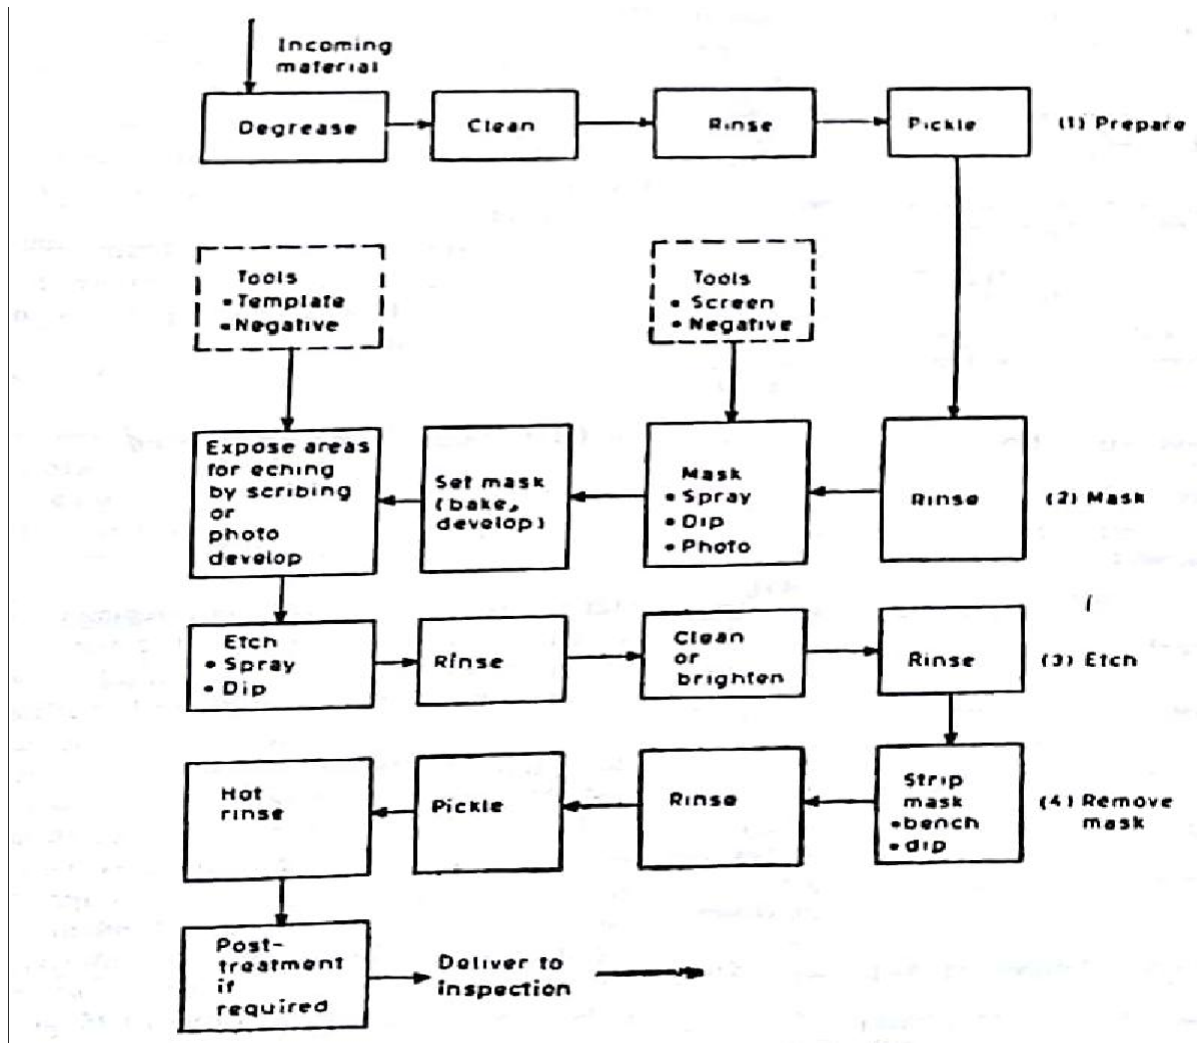 Incoming
material
Degrease
Clean
Rinse
Pickle
(1) Prepare
Tools
• Template
• Negative
Tools
• Screen
• Negative
Expose areas
for eching
by scribing
or
photo
develop
Set mask
(bake,
develop)
Mask
• Spray
• Dip
• Photo
Rinse
(2) Mask
Etch
• Spray
• Dip
Rinse
Clean
or
brighten
Rinse
(3) Etch
Hot
rinse
Pickle
Rinse
Strip
mask
• bench
• dip
(4) Remove
mask
Post-
treatment
if
required
Deliver to
inspection